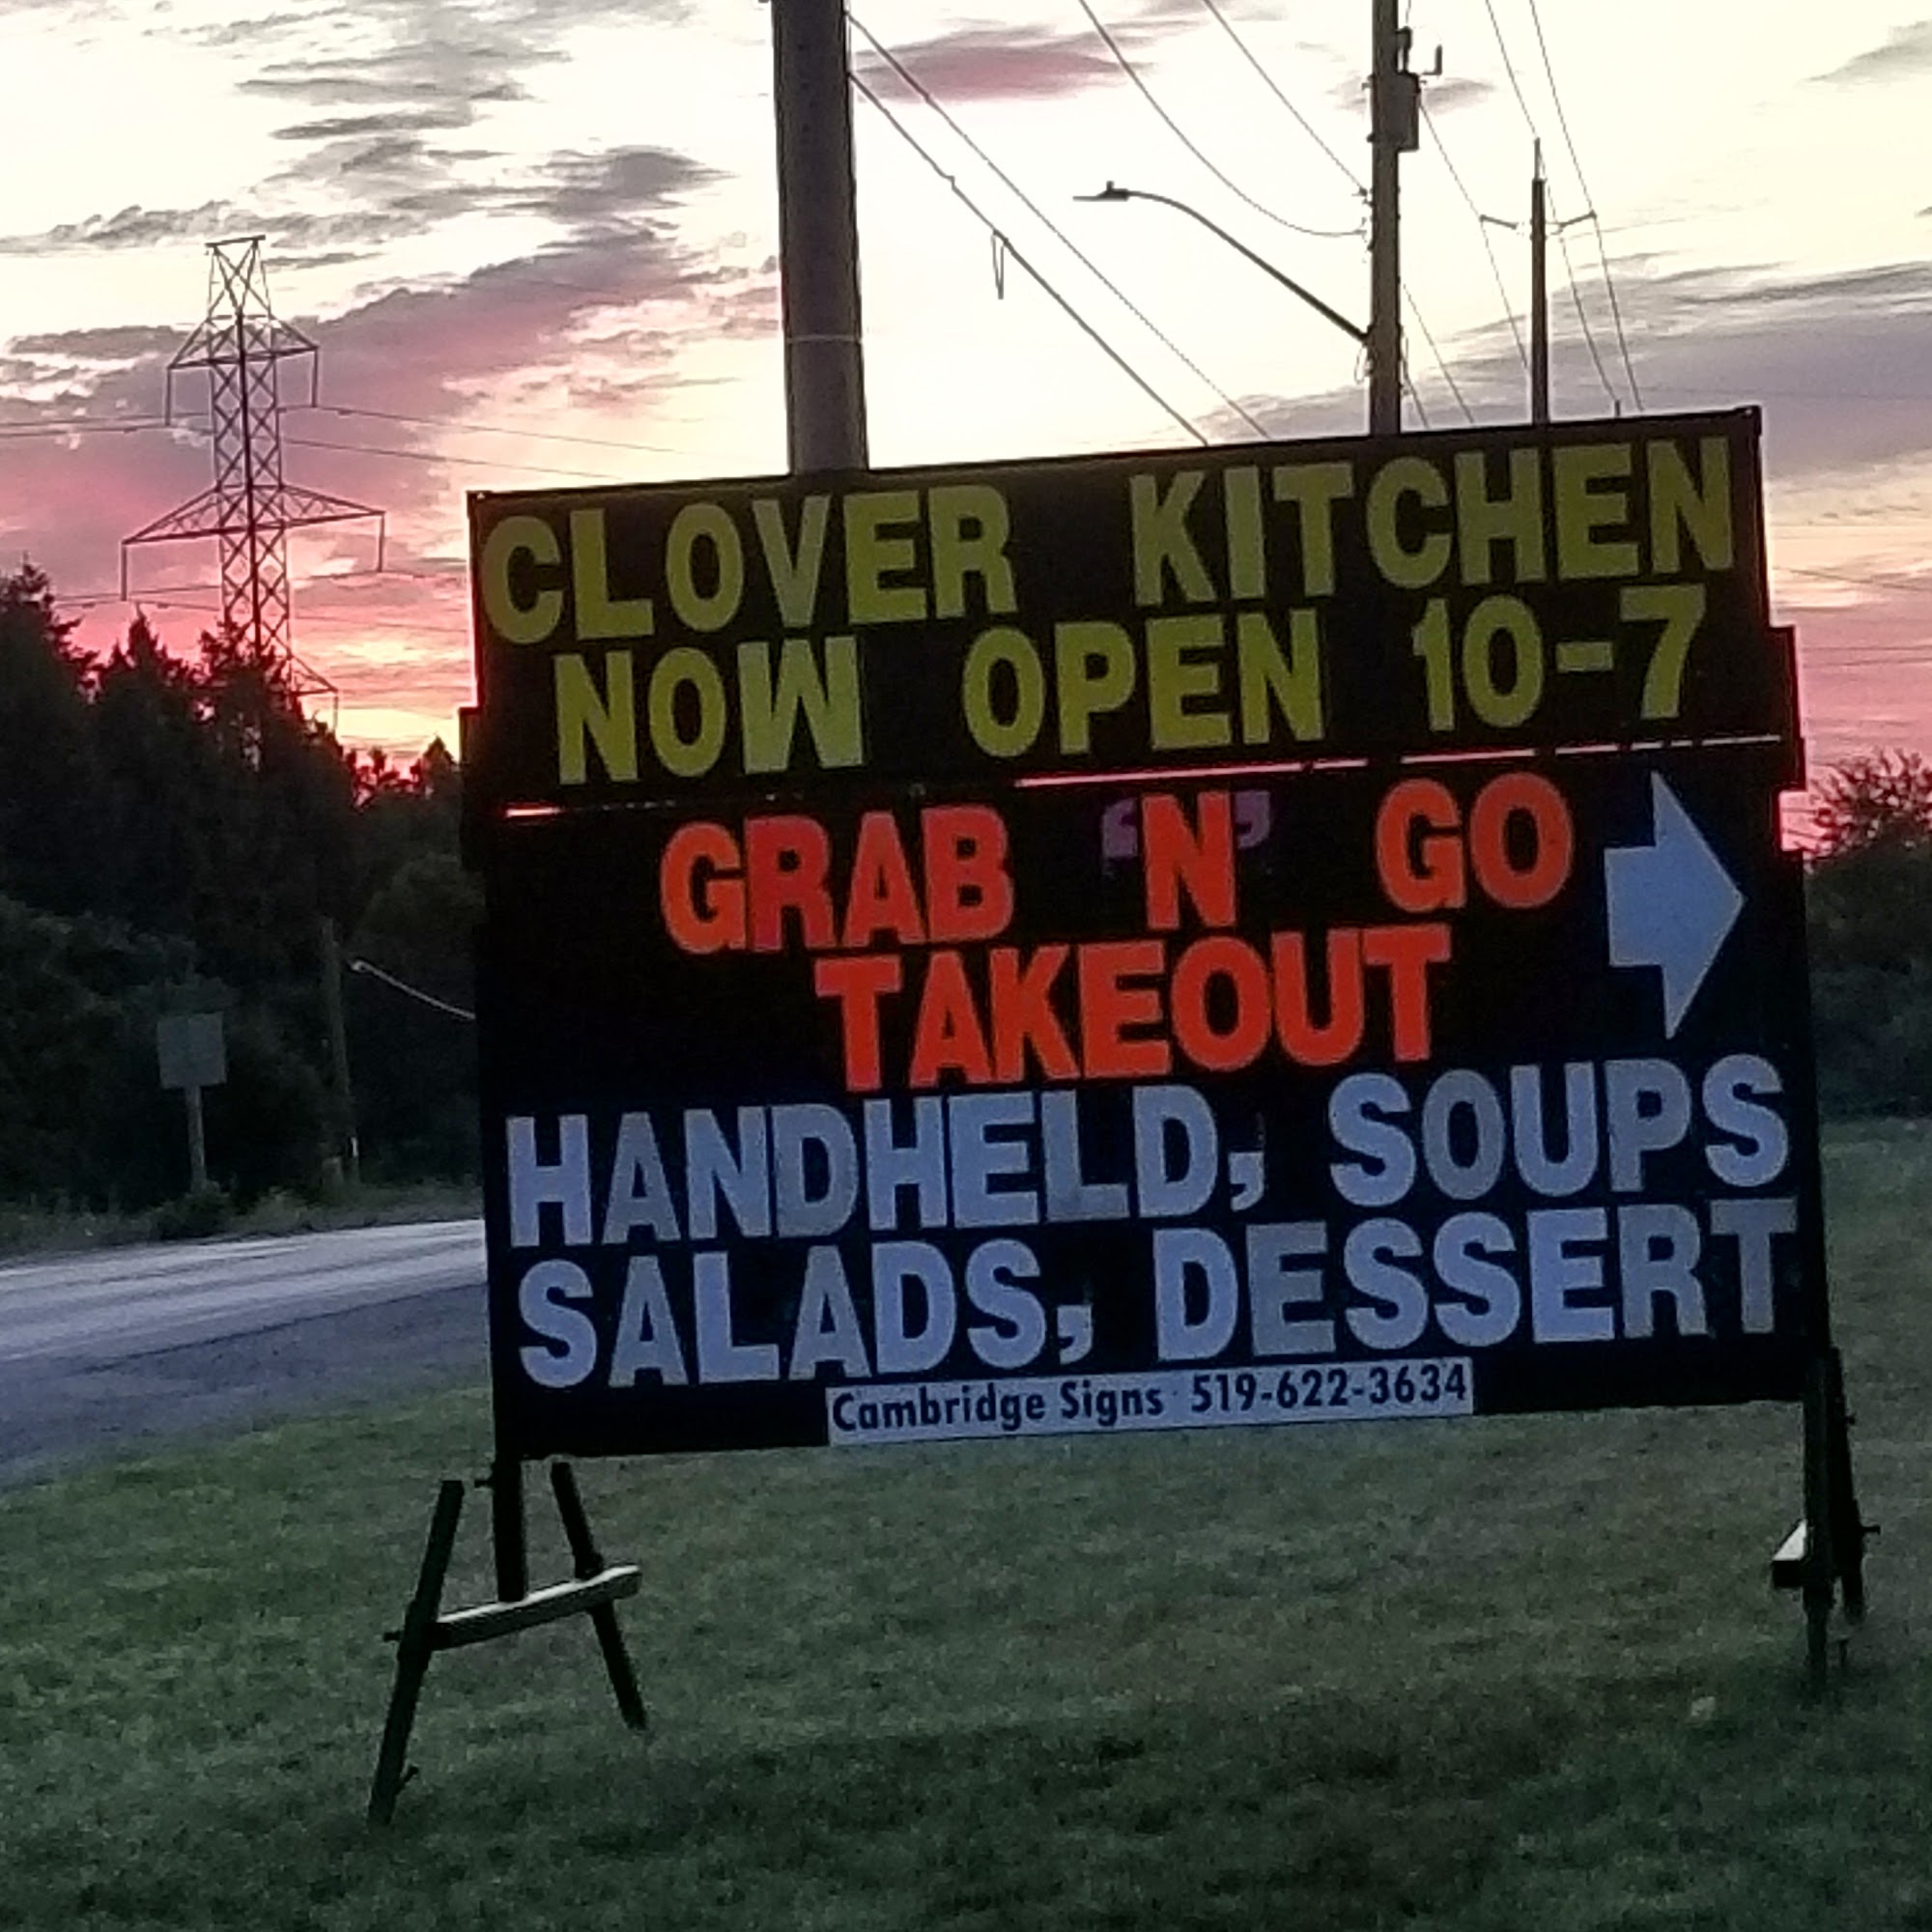 CLOVER KITCHEN
NOW OPEN 10-7
GRAB "N" GO
TAKEOUT
HANDHELD, SOUPS
SALADS, DESSERT
Cambridge Signs 519-622-3634